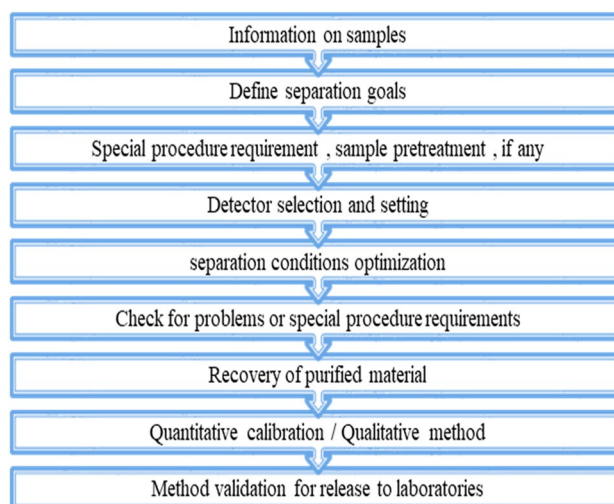 Information on samples
Define separation goals
Special procedure requirement , sample pretreatment , if any
Detector selection and setting
separation conditions optimization
Check for problems or special procedure requirements
Recovery of purified material
Quantitative calibration / Qualitative method
Method validation for release to laboratories